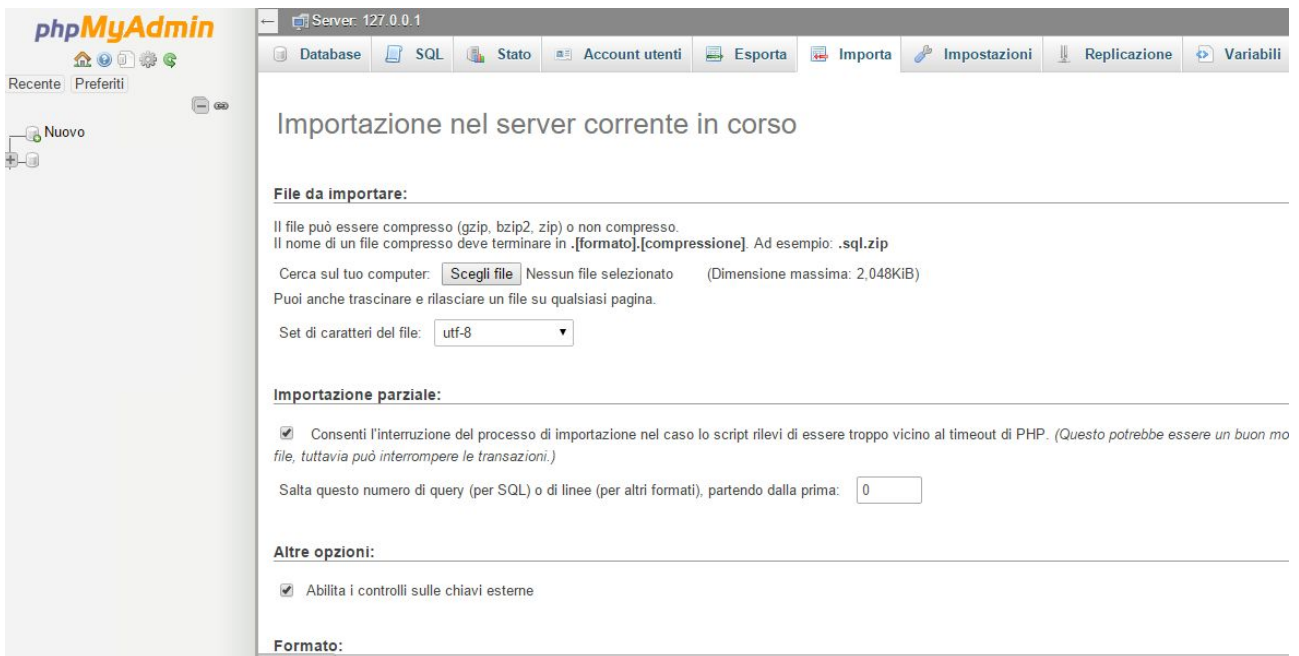 phpMyAdmin
Recente Preferiti
Nuovo
Server: 127.0.0.1
Database SQL Stato Account utenti Esporta Importa Impostazioni Replicazione Variabili
Importazione nel server corrente in corso
File da importare:
Il file può essere compresso (gzip, bzip2, zip) o non compresso.
Il nome di un file compresso deve terminare in .[formato].[compressione]. Ad esempio: .sql.zip
Cerca sul tuo computer: Scegli file Nessun file selezionato (Dimensione massima: 2,048KiB)
Puoi anche trascinare e rilasciare un file su qualsiasi pagina.
Set di caratteri del file: utf-8
Importazione parziale:
Consenti l'interruzione del processo di importazione nel caso lo script rilevi di essere troppo vicino al timeout di PHP. (Questo potrebbe essere un buon mo
file, tuttavia può interrompere le transazioni.)
Salta questo numero di query (per SQL) o di linee (per altri formati), partendo dalla prima: 0
Altre opzioni:
Abilita i controlli sulle chiavi esterne
Formato: